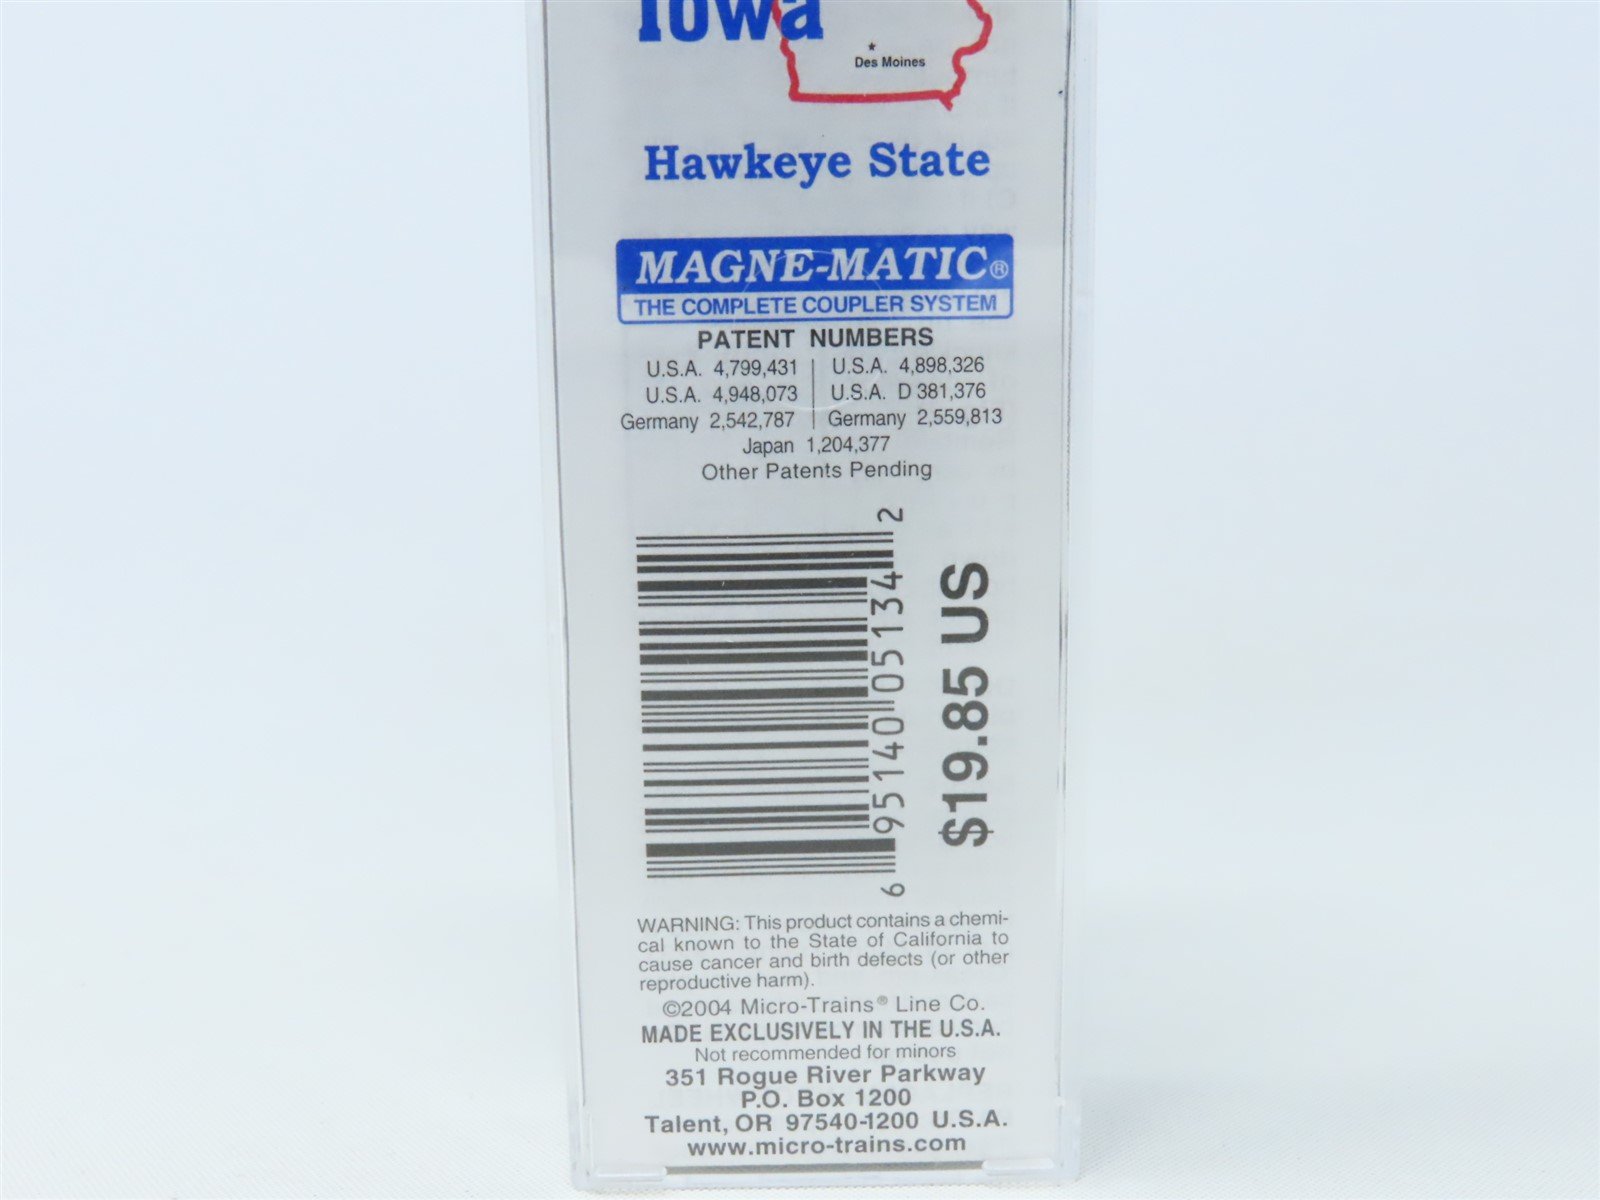 Iowa
Des Moines
Hawkeye State
MAGNE-MATIC®
THE COMPLETE COUPLER SYSTEM
PATENT NUMBERS
U.S.A. 4,799,431 | U.S.A. 4,898,326
U.S.A. 4,948,073 | U.S.A. D 381,376
Germany 2,542,787 | Germany 2,559,813
Japan 1,204,377
Other Patents Pending
6 95140 05134 2
$19.85 US
WARNING: This product contains a chemi-
cal known to the State of California to
cause cancer and birth defects (or other
reproductive harm).
©2004 Micro-Trains® Line Co.
MADE EXCLUSIVELY IN THE U.S.A.
Not recommended for minors
351 Rogue River Parkway
P.O. Box 1200
Talent, OR 97540-1200 U.S.A.
www.micro-trains.com